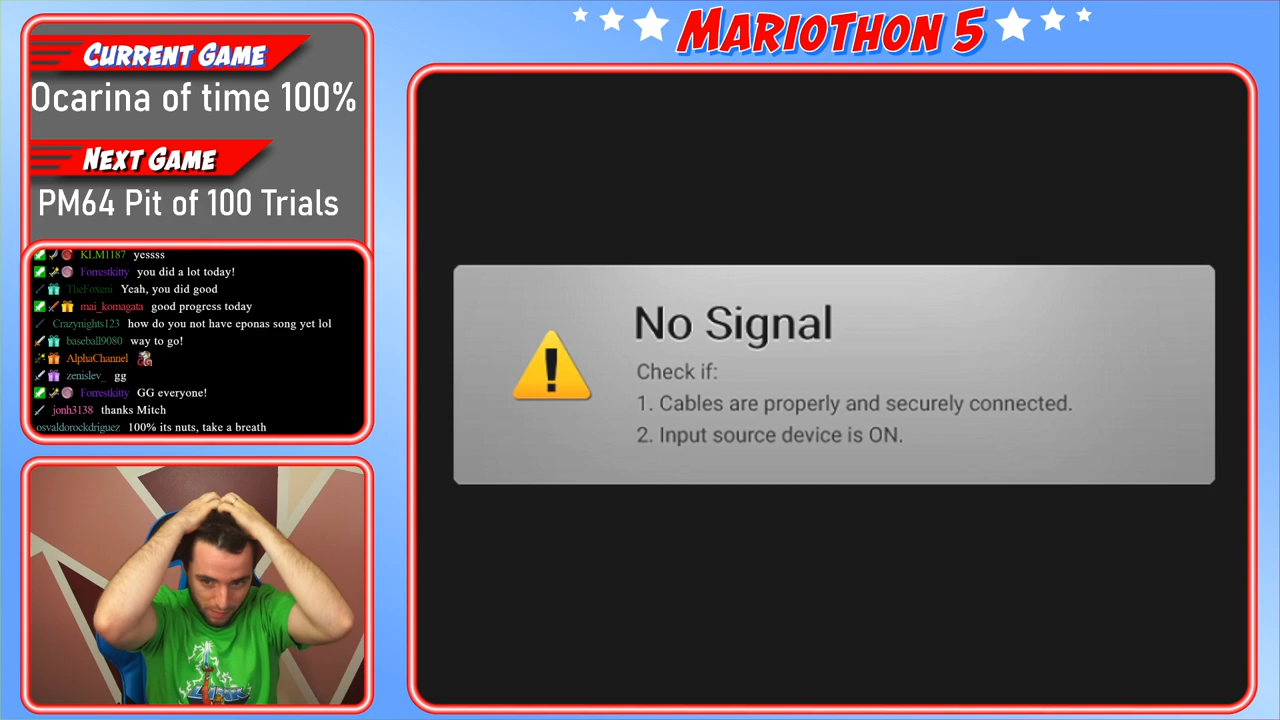 Mariothon 5
Current Game
Ocarina of time 100%
Next Game
PM64 Pit of 100 Trials
KLM1187 yessss
Forrestkitty you did a lot today!
TheFoxeni Yeah, you did good
mai_komagata good progress today
Crazynights123 how do you not have eponas song yet lol
baseball9080 way to go!
AlphaChannel
zenislev_ gg
Forrestkitty GG everyone!
jonh3138 thanks Mitch
osvaldorockdriguez 100% its nuts, take a breath
No Signal
Check if:
1. Cables are properly and securely connected.
2. Input source device is ON.